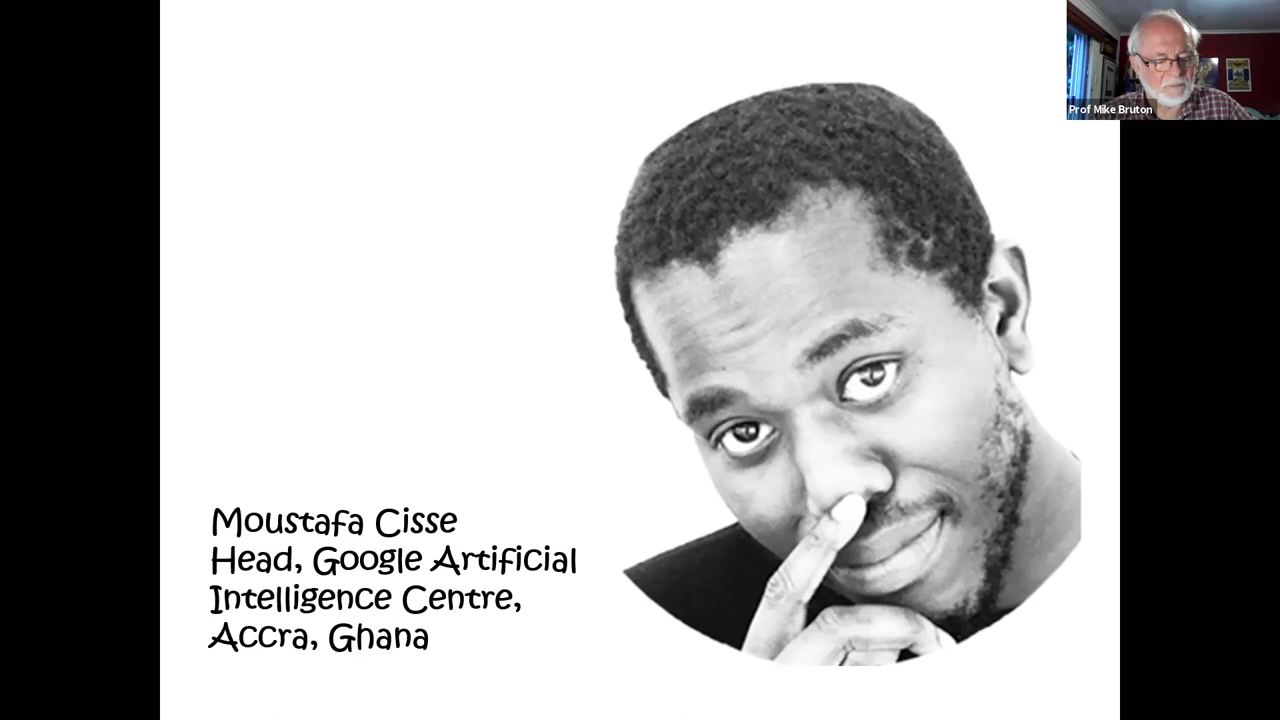 Prof Mike Bruton
Moustafa Cisse
Head, Google Artificial
Intelligence Centre,
Accra, Ghana